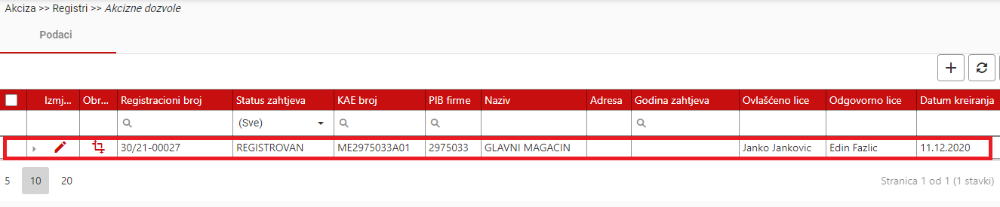 Akciza >> Registri >> Akcizne dozvole
Podaci
Izmj... Obr... Registracioni broj Status zahtjeva KAE broj PIB firme Naziv Adresa Godina zahtjeva Ovlašćeno lice Odgovorno lice Datum kreiranja
(Sve)
30/21-00027 REGISTROVAN ME2975033A01 2975033 GLAVNI MAGACIN Janko Jankovic Edin Fazlic 11.12.2020
5 10 20 Stranica 1 od 1 (1 stavki)